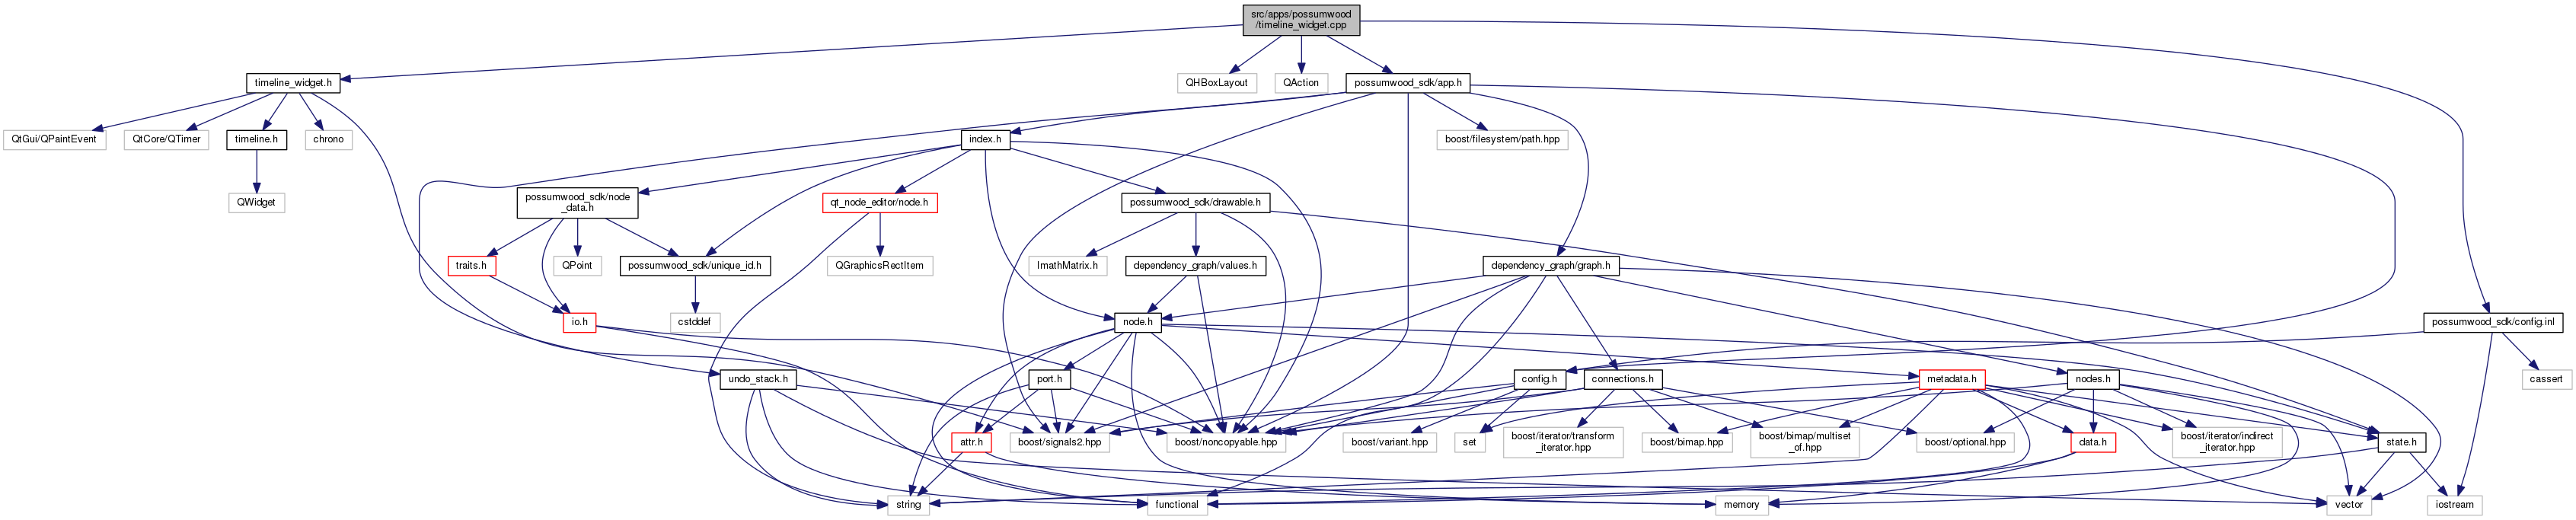 src/apps/possumwood
/timeline_widget.cpp
timeline_widget.h
QHBoxLayout
QAction
possumwood_sdk/app.h
QtGui/QPaintEvent
QtCore/QTimer
timeline.h
chrono
index.h
boost/filesystem/path.hpp
QWidget
possumwood_sdk/node
_data.h
qt_node_editor/node.h
possumwood_sdk/drawable.h
traits.h
QPoint
possumwood_sdk/unique_id.h
QGraphicsRectItem
ImathMatrix.h
dependency_graph/values.h
dependency_graph/graph.h
io.h
cstddef
node.h
possumwood_sdk/config.inl
undo_stack.h
port.h
config.h
connections.h
metadata.h
nodes.h
cassert
attr.h
boost/signals2.hpp
boost/noncopyable.hpp
boost/variant.hpp
set
boost/iterator/transform
_iterator.hpp
boost/bimap.hpp
boost/bimap/multiset
_of.hpp
boost/optional.hpp
data.h
boost/iterator/indirect
_iterator.hpp
state.h
string
functional
memory
vector
iostream